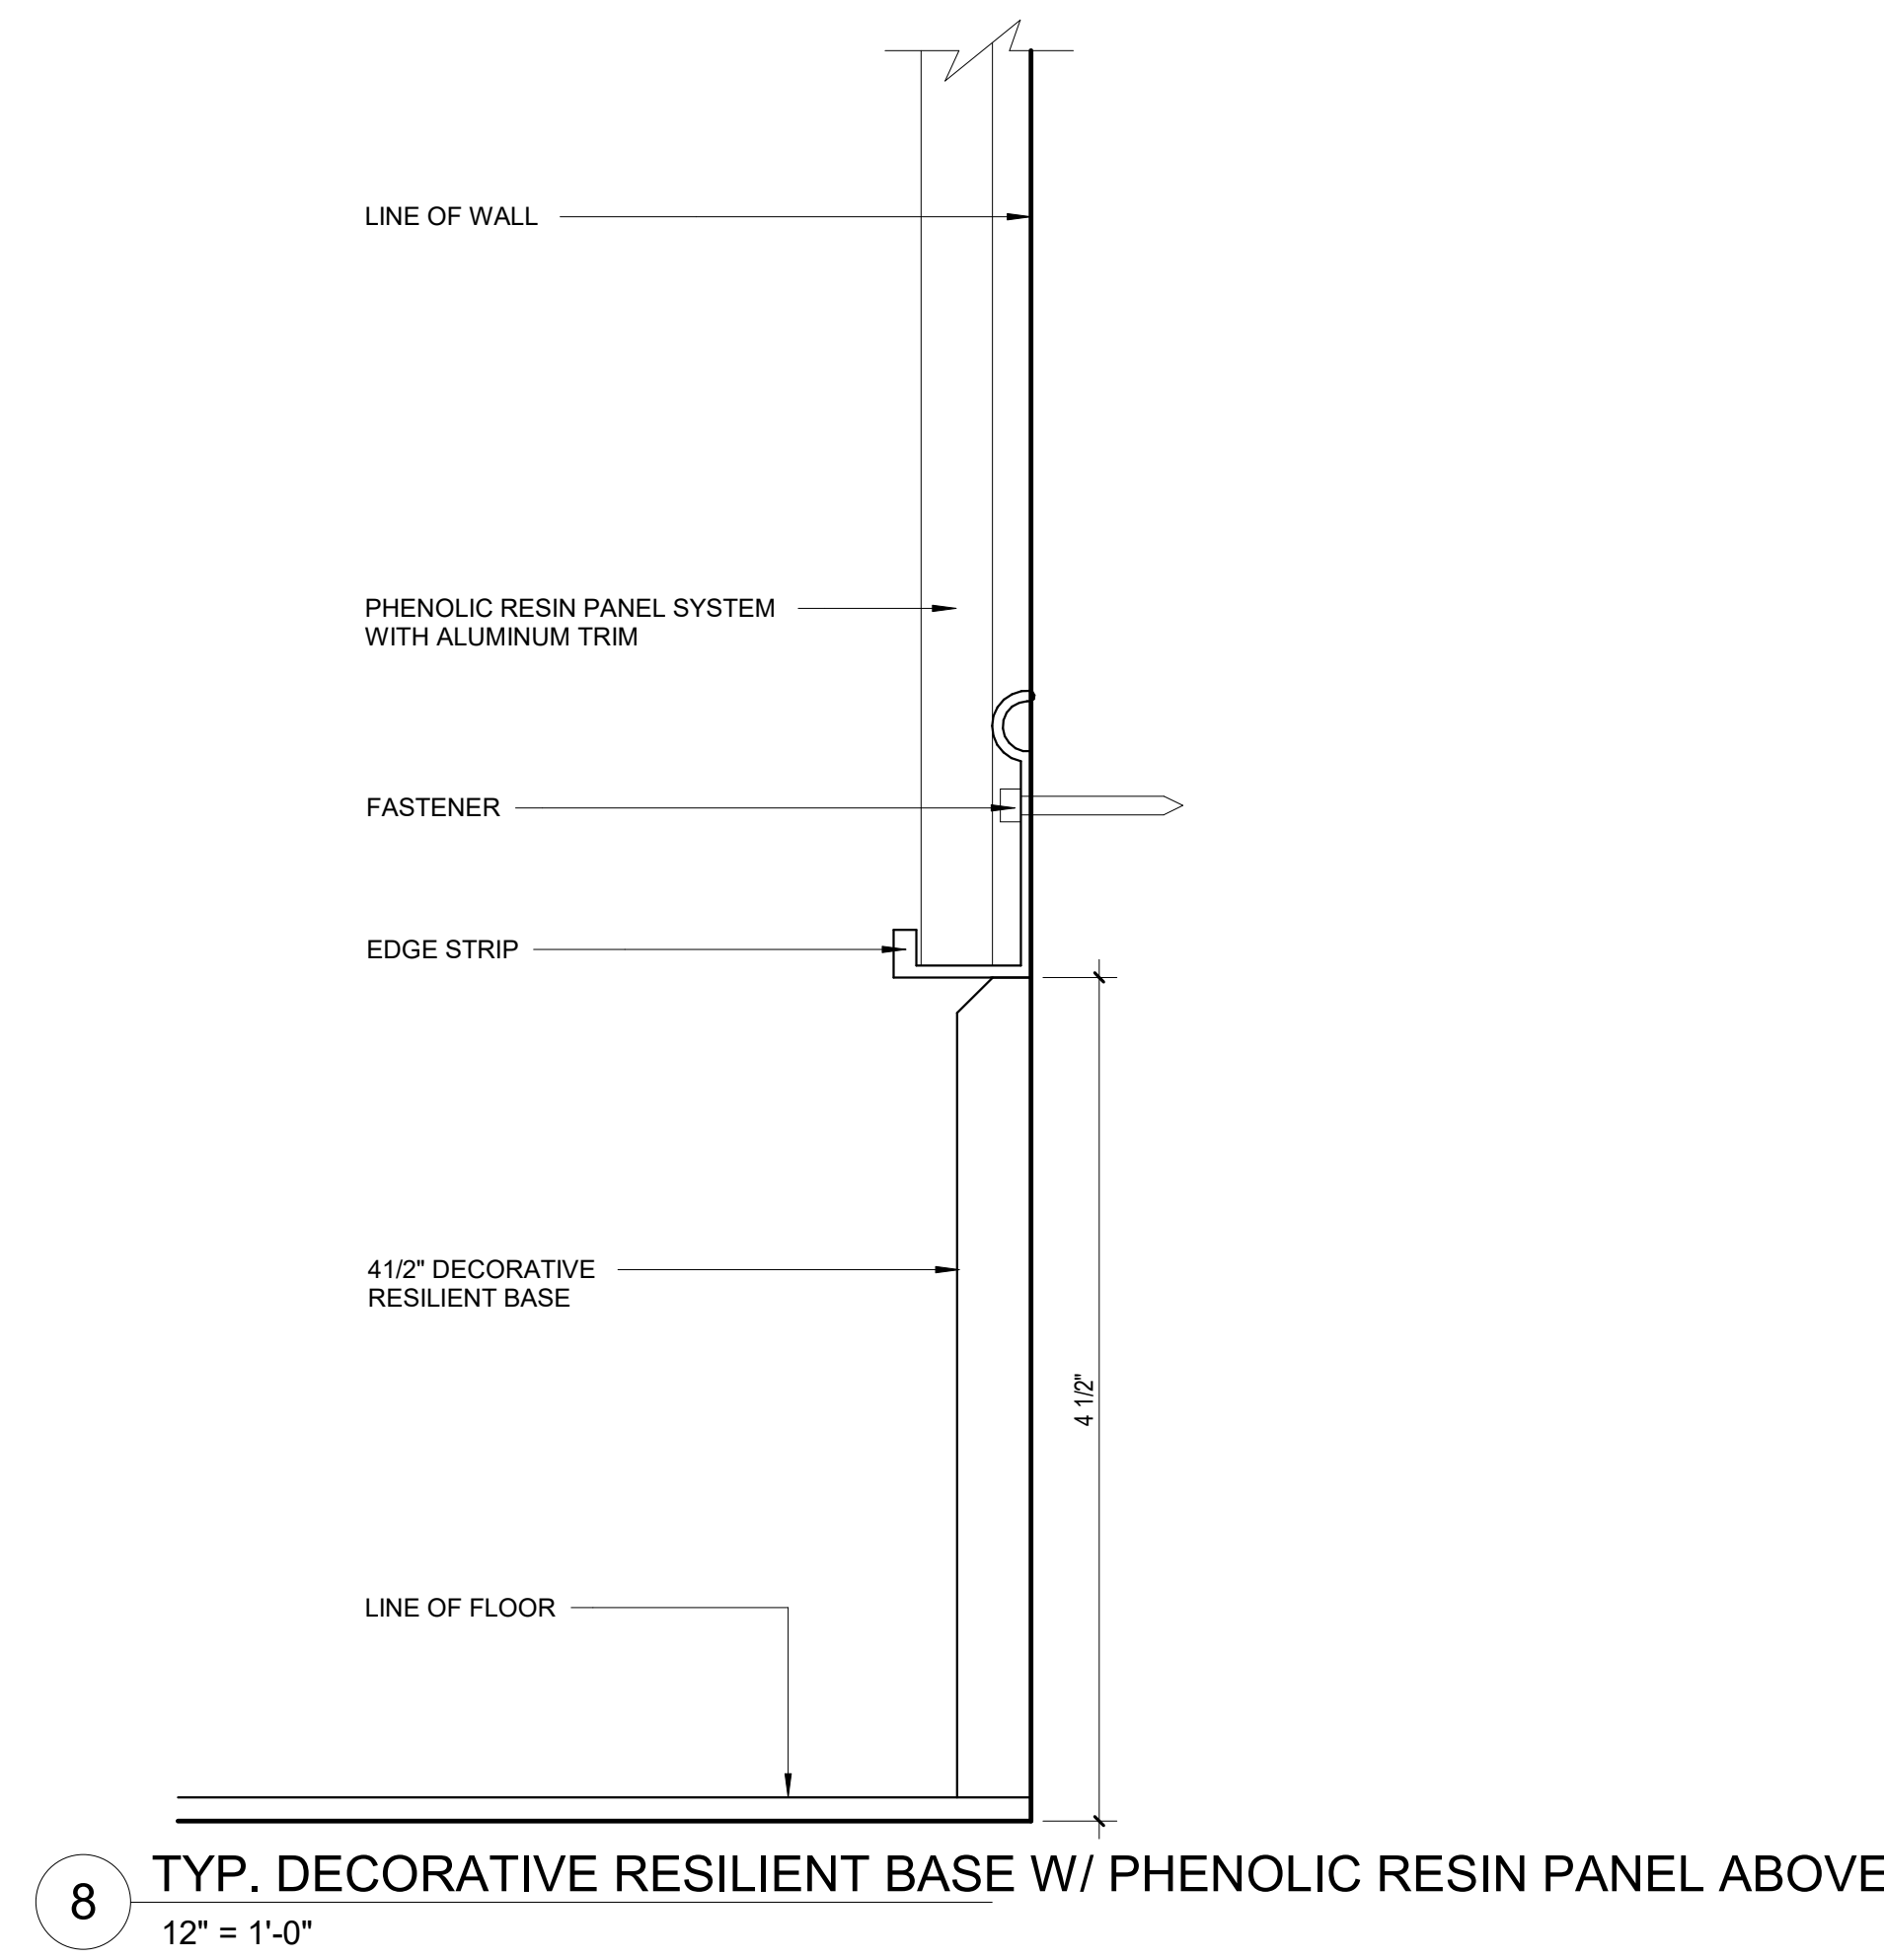 LINE OF WALL
PHENOLIC RESIN PANEL SYSTEM
WITH ALUMINUM TRIM
FASTENER
EDGE STRIP
41/2" DECORATIVE
RESILIENT BASE
4 1/2"
LINE OF FLOOR
8
TYP. DECORATIVE RESILIENT BASE W/ PHENOLIC RESIN PANEL ABOVE
12" = 1'-0"